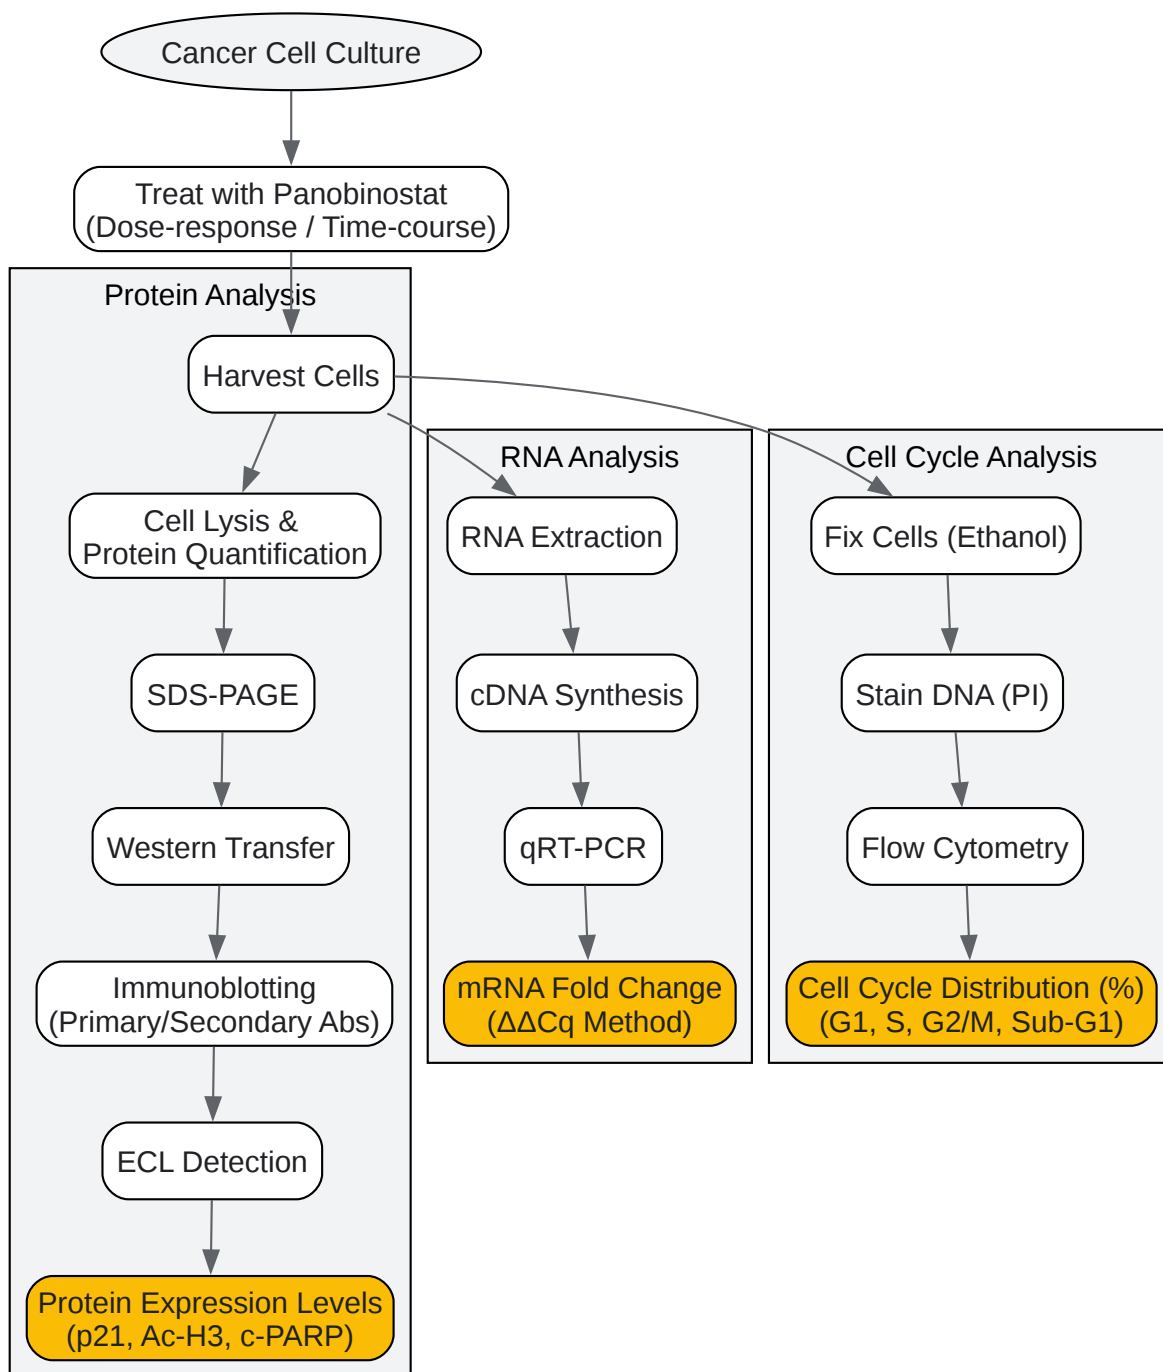 Cancer Cell Culture
Treat with Panobinostat
(Dose-response / Time-course)
Protein Analysis
Harvest Cells
Cell Lysis &
Protein Quantification
SDS-PAGE
Western Transfer
Immunoblotting
(Primary/Secondary Abs)
ECL Detection
Protein Expression Levels
(p21, Ac-H3, c-PARP)
RNA Analysis
RNA Extraction
cDNA Synthesis
qRT-PCR
mRNA Fold Change
(ΔΔCq Method)
Cell Cycle Analysis
Fix Cells (Ethanol)
Stain DNA (PI)
Flow Cytometry
Cell Cycle Distribution (%)
(G1, S, G2/M, Sub-G1)